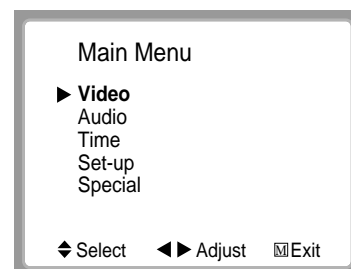 Main Menu
▶ Video
Audio
Time
Set-up
Special
◆ Select ◀▶ Adjust M Exit